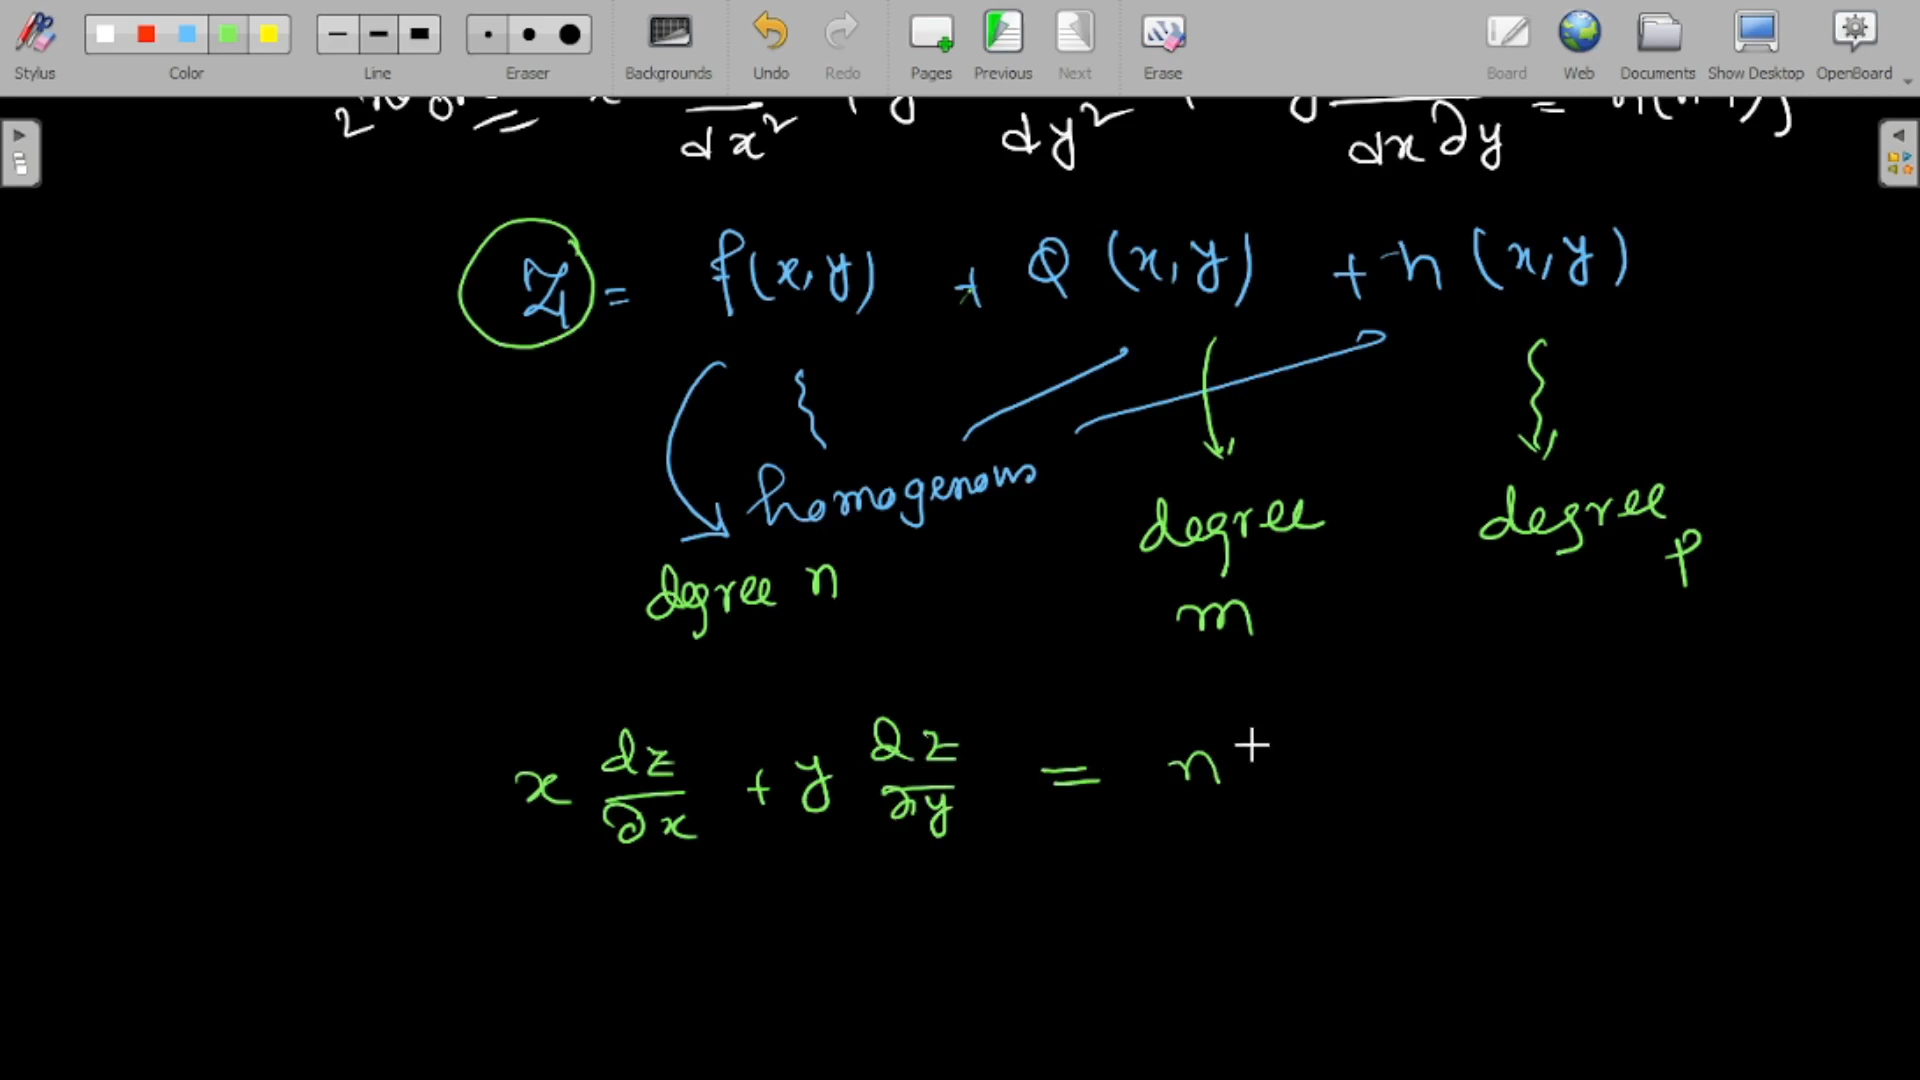 Stylus Color Line Eraser Backgrounds Undo Redo Pages Previous Next Erase Board Web Documents Show Desktop OpenBoard
dx² dy² dx∂y =
Z = f(x,y) + Q (x,y) + h (x,y)
homogenous
degree n
degree m
degree p
x dz/∂x + y ∂z/∂y = n